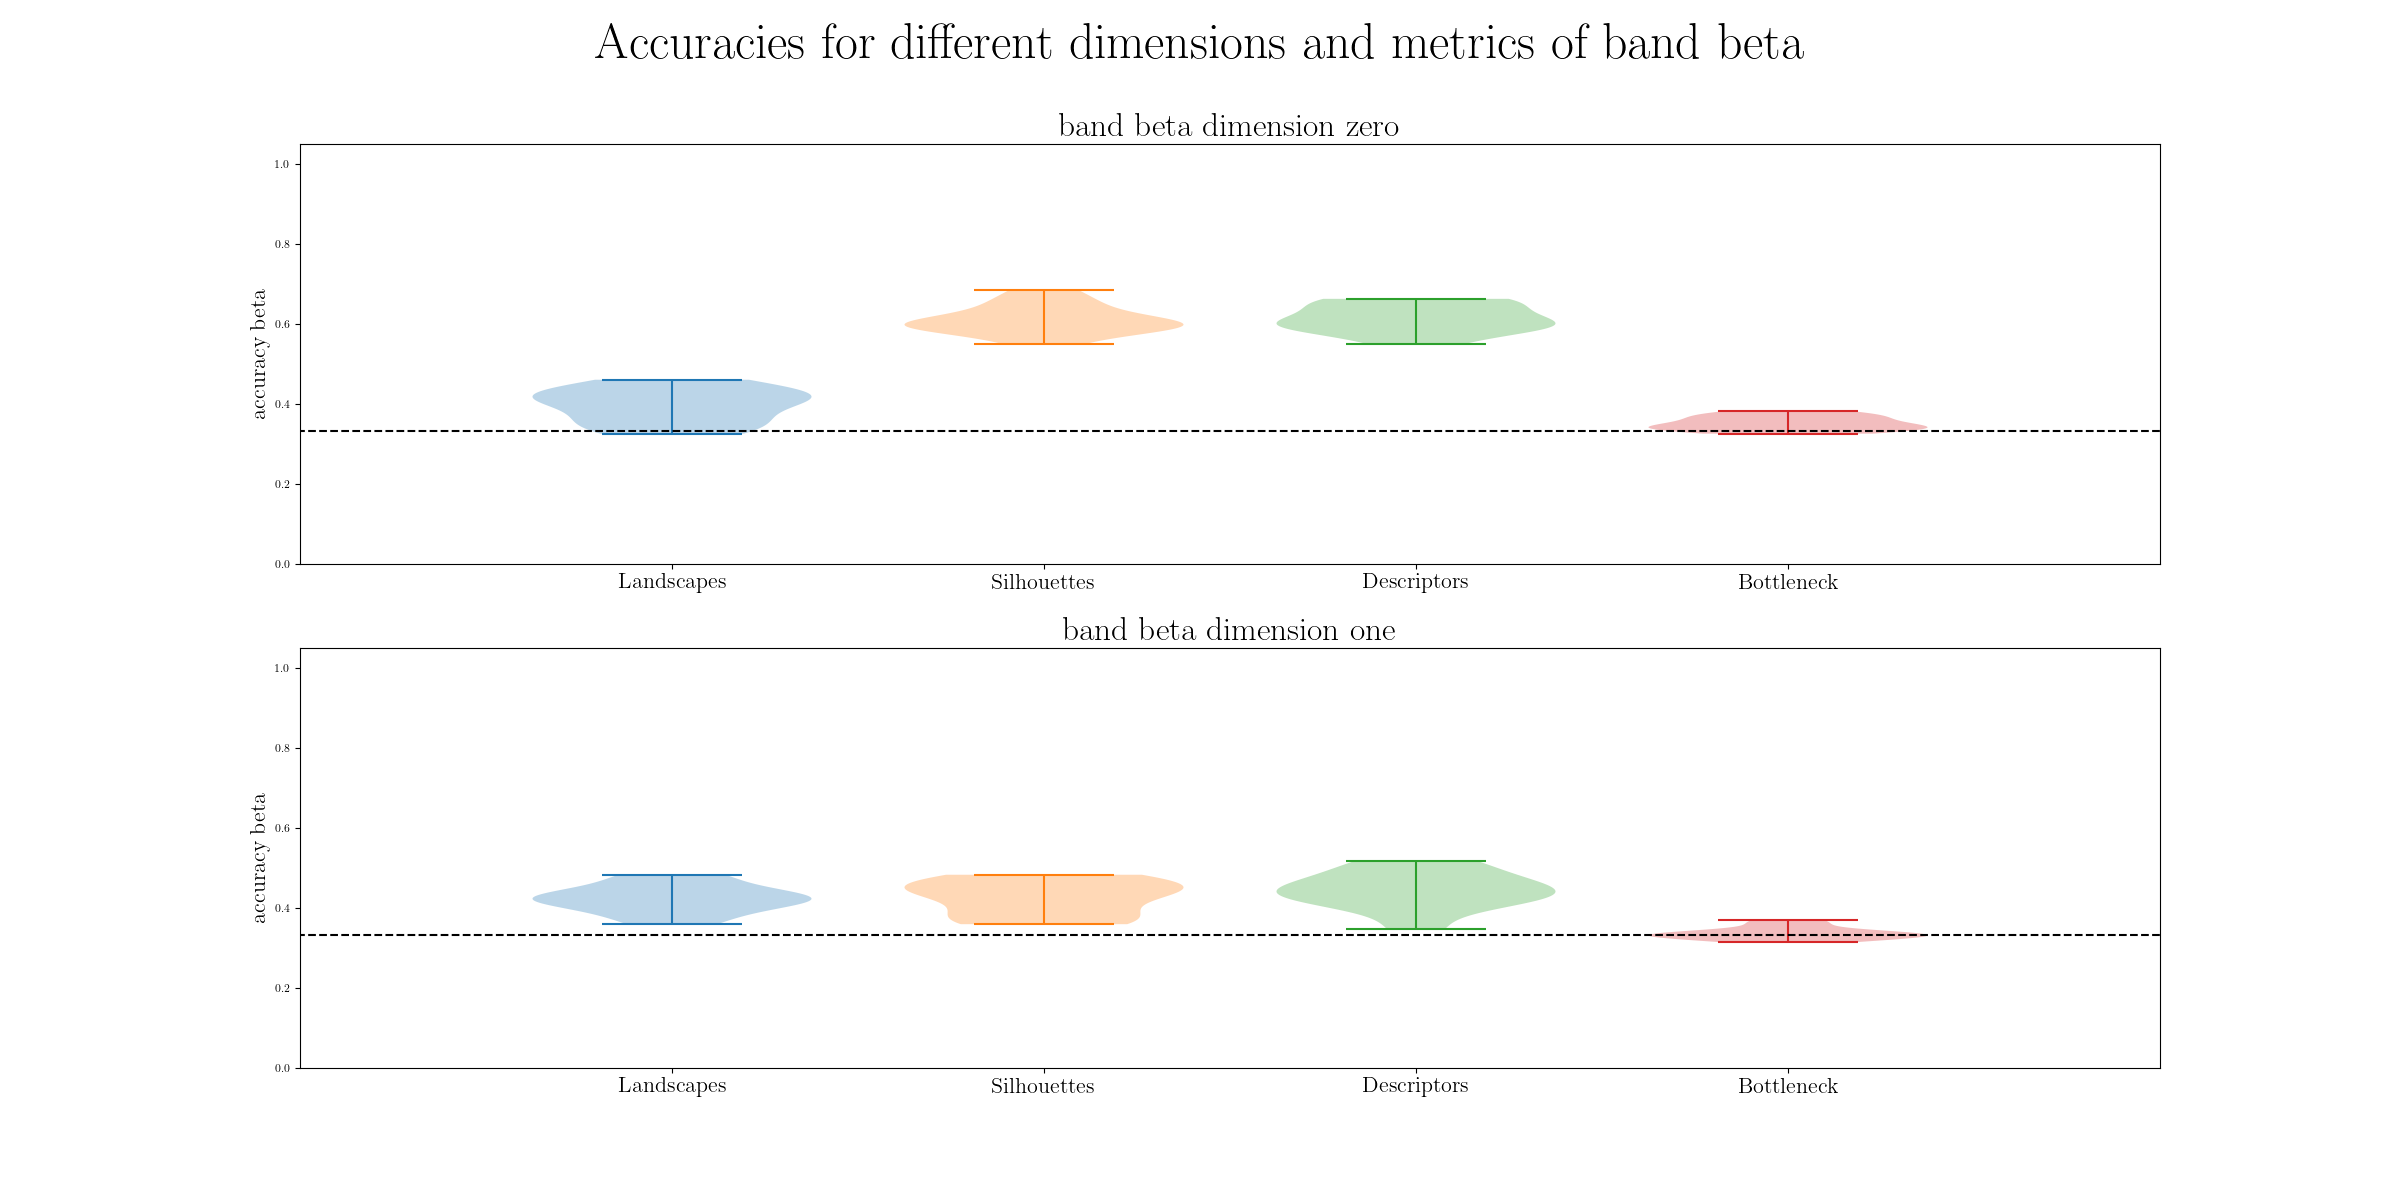 Accuracies for different dimensions and metrics of band beta
band beta dimension zero
accuracy beta
1.0
0.8
0.6
0.4
0.2
0.0
Landscapes Silhouettes Descriptors Bottleneck
band beta dimension one
accuracy beta
1.0
0.8
0.6
0.4
0.2
0.0
Landscapes Silhouettes Descriptors Bottleneck